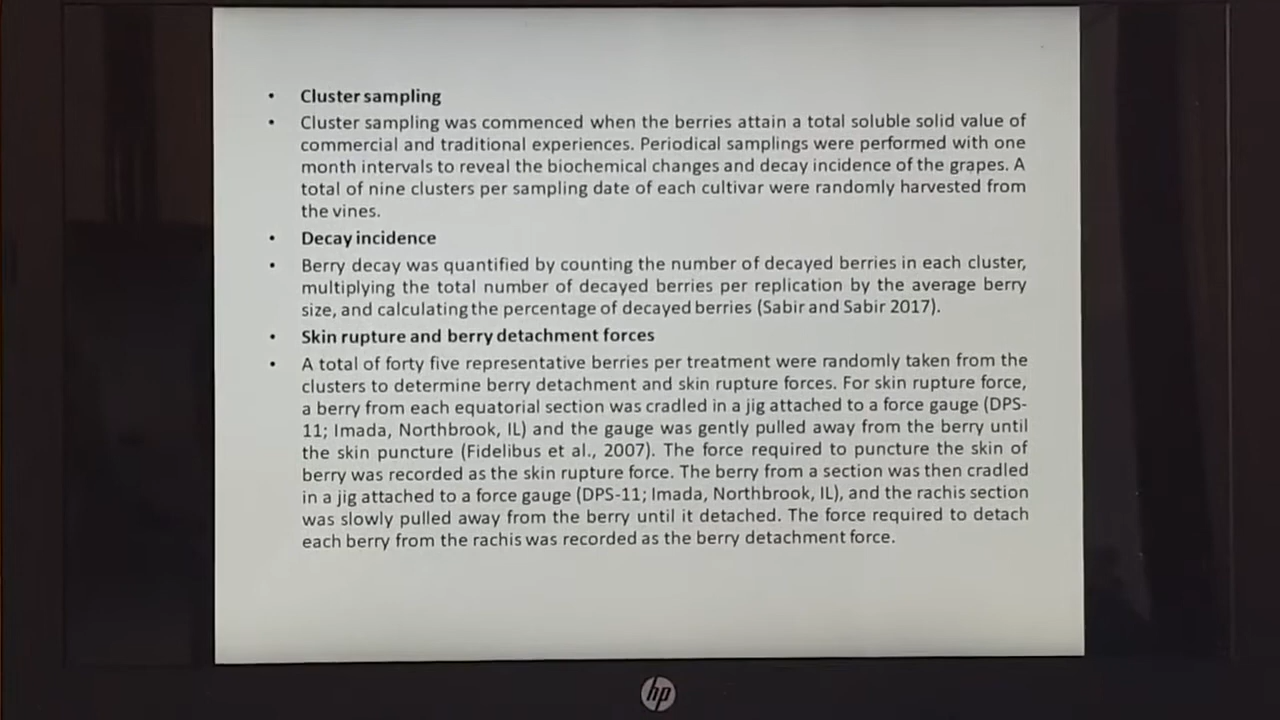 • Cluster sampling
• Cluster sampling was commenced when the berries attain a total soluble solid value of
commercial and traditional experiences. Periodical samplings were performed with one
month intervals to reveal the biochemical changes and decay incidence of the grapes. A
total of nine clusters per sampling date of each cultivar were randomly harvested from
the vines.
• Decay incidence
• Berry decay was quantified by counting the number of decayed berries in each cluster,
multiplying the total number of decayed berries per replication by the average berry
size, and calculating the percentage of decayed berries (Sabir and Sabir 2017).
• Skin rupture and berry detachment forces
• A total of forty five representative berries per treatment were randomly taken from the
clusters to determine berry detachment and skin rupture forces. For skin rupture force,
a berry from each equatorial section was cradled in a jig attached to a force gauge (DPS-
11; Imada, Northbrook, IL) and the gauge was gently pulled away from the berry until
the skin puncture (Fidelibus et al., 2007). The force required to puncture the skin of
berry was recorded as the skin rupture force. The berry from a section was then cradled
in a jig attached to a force gauge (DPS-11; Imada, Northbrook, IL), and the rachis section
was slowly pulled away from the berry until it detached. The force required to detach
each berry from the rachis was recorded as the berry detachment force.
hp